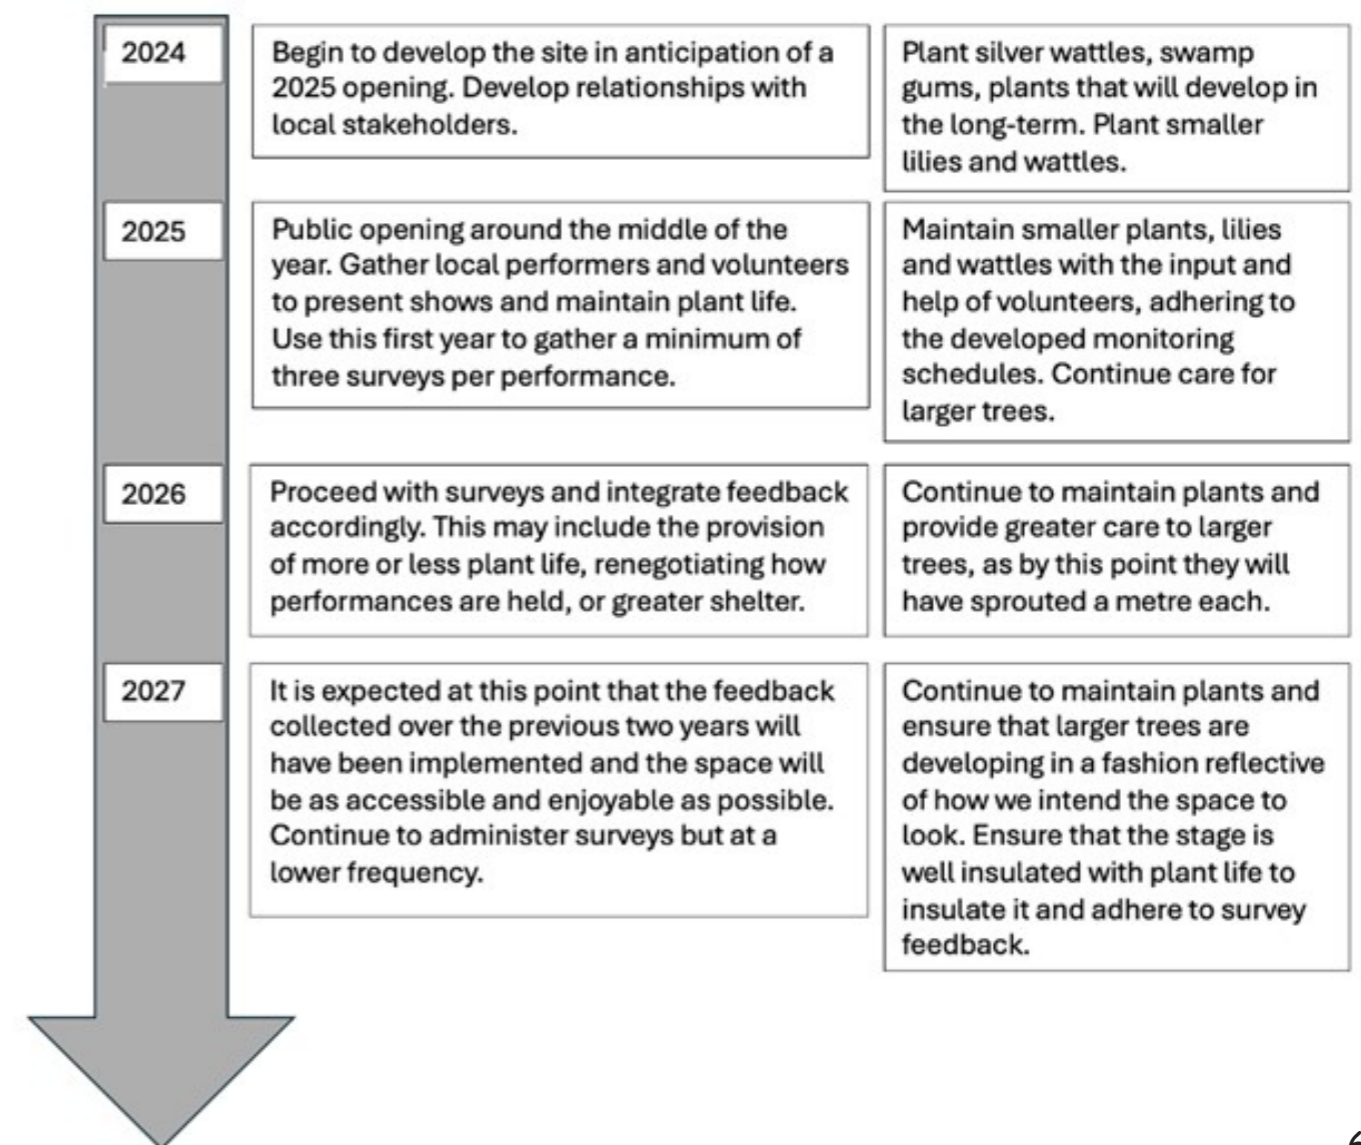 2024
Begin to develop the site in anticipation of a
2025 opening. Develop relationships with
local stakeholders.
Plant silver wattles, swamp
gums, plants that will develop in
the long-term. Plant smaller
lilies and wattles.
2025
Public opening around the middle of the
year. Gather local performers and volunteers
to present shows and maintain plant life.
Use this first year to gather a minimum of
three surveys per performance.
Maintain smaller plants, lilies
and wattles with the input and
help of volunteers, adhering to
the developed monitoring
schedules. Continue care for
larger trees.
2026
Proceed with surveys and integrate feedback
accordingly. This may include the provision
of more or less plant life, renegotiating how
performances are held, or greater shelter.
Continue to maintain plants and
provide greater care to larger
trees, as by this point they will
have sprouted a metre each.
2027
It is expected at this point that the feedback
collected over the previous two years will
have been implemented and the space will
be as accessible and enjoyable as possible.
Continue to administer surveys but at a
lower frequency.
Continue to maintain plants and
ensure that larger trees are
developing in a fashion reflective
of how we intend the space to
look. Ensure that the stage is
well insulated with plant life to
insulate it and adhere to survey
feedback.